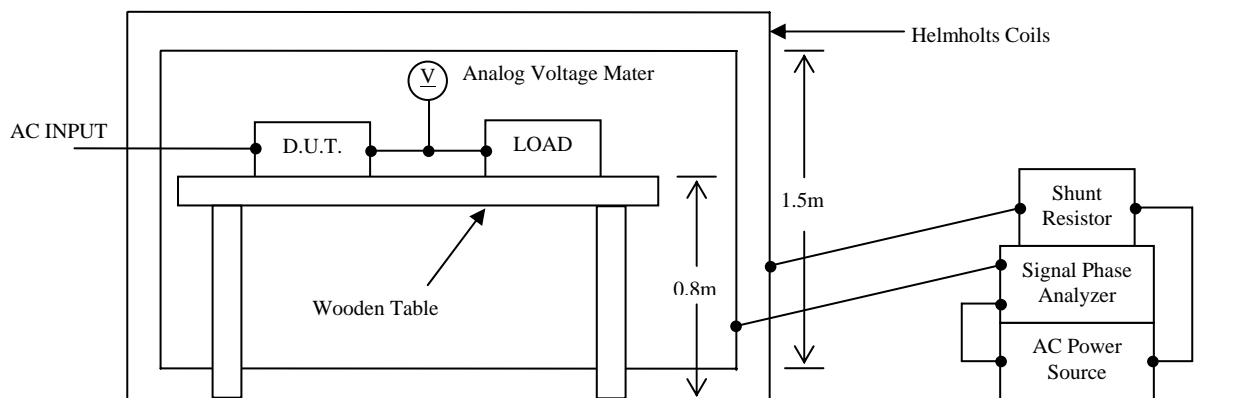 Helmholts Coils
V
Analog Voltage Mater
AC INPUT
D.U.T.
LOAD
1.5m
Shunt
Resistor
0.8m
Signal Phase
Analyzer
Wooden Table
AC Power
Source